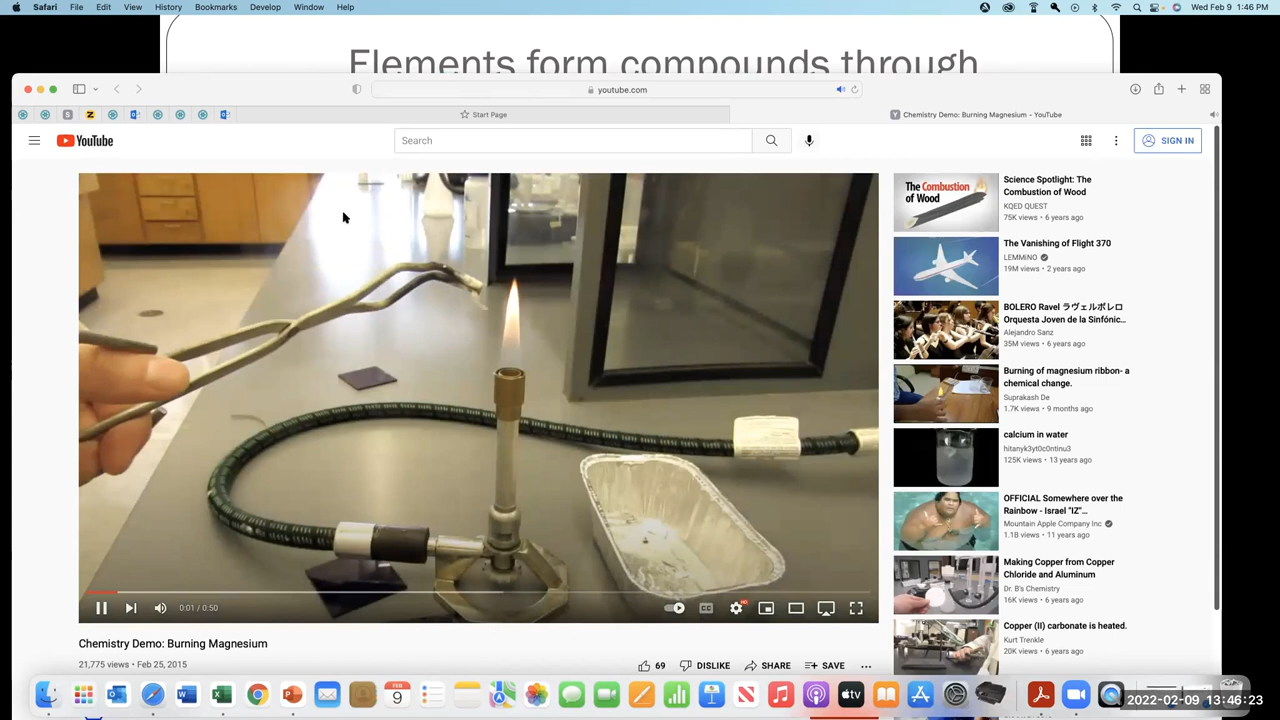 Safari File Edit View History Bookmarks Develop Window Help
Wed Feb 9 1:46 PM
Elements form compounds through
youtube.com
Start Page
Chemistry Demo: Burning Magnesium - YouTube
YouTube
Search
SIGN IN
The Combustion of Wood
Science Spotlight: The
Combustion of Wood
KQED QUEST
75K views • 6 years ago
The Vanishing of Flight 370
LEMMiNO
19M views • 2 years ago
BOLERO Ravel ラヴェルボレロ
Orquesta Joven de la Sinfónic...
Alejandro Sanz
35M views • 6 years ago
Burning of magnesium ribbon- a
chemical change.
Suprakash De
1.7K views • 9 months ago
calcium in water
hitanyk3yt0c0ntinu3
125K views • 13 years ago
OFFICIAL Somewhere over the
Rainbow - Israel "IZ"...
Mountain Apple Company Inc
1.1B views • 11 years ago
Making Copper from Copper
Chloride and Aluminum
Dr. B's Chemistry
16K views • 6 years ago
Copper (II) carbonate is heated.
Kurt Trenkle
20K views • 6 years ago
0:01 / 0:50
CC
HD
Chemistry Demo: Burning Magnesium
21,775 views • Feb 25, 2015
69 DISLIKE SHARE SAVE
FEB
9
tv
2022-02-09 13:46:23